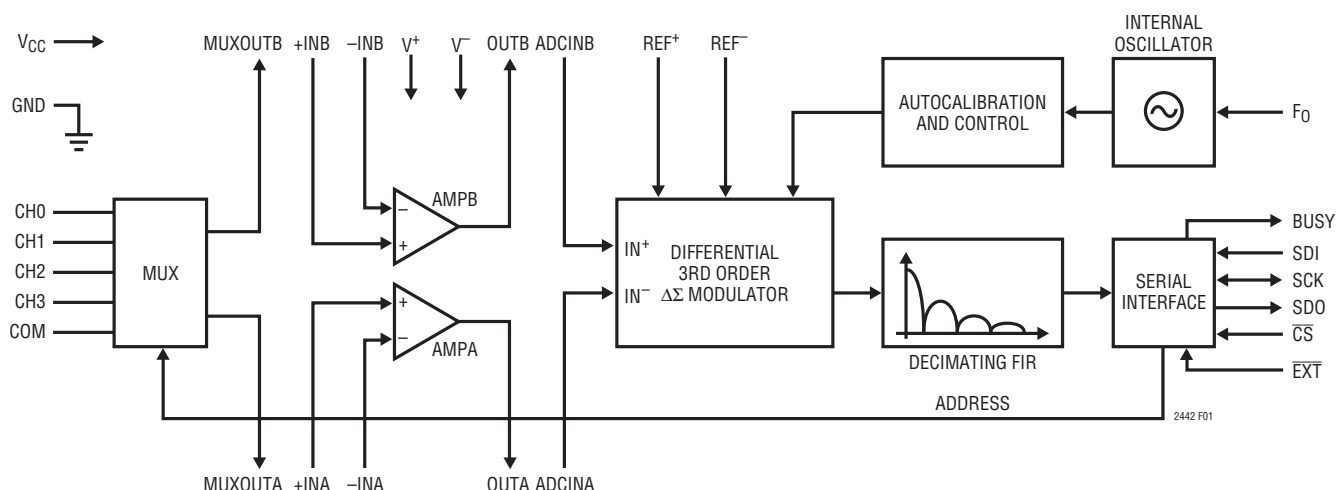 INTERNAL
OSCILLATOR
VCC
MUXOUTB +INB –INB V+ V– OUTB ADCINB REF+ REF–
GND
AUTOCALIBRATION
AND CONTROL
FO
CH0
CH1
CH2
CH3
COM
MUX
AMPB
–
+
+
–
AMPA
IN+
IN–
DIFFERENTIAL
3RD ORDER
ΔΣ MODULATOR
DECIMATING FIR
SERIAL
INTERFACE
BUSY
SDI
SCK
SDO
C̅S̅
E̅X̅T̅
ADDRESS
2442 F01
MUXOUTA +INA –INA OUTA ADCINA